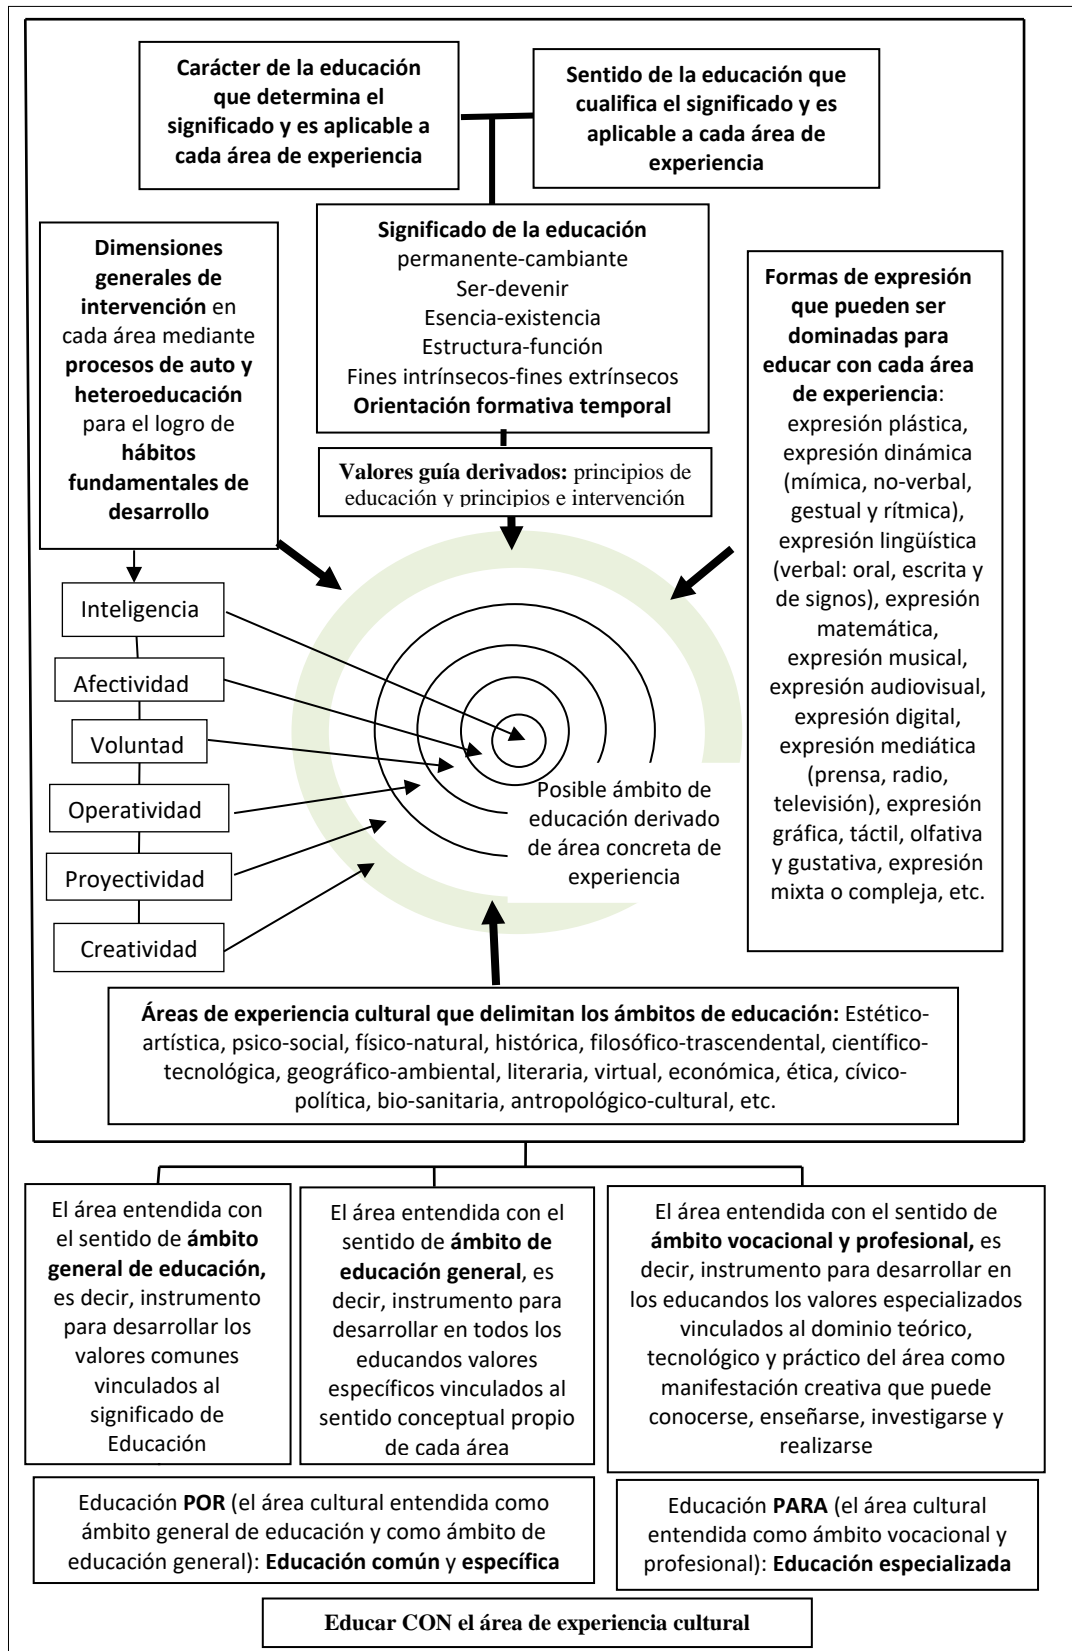 Carácter de la educación
que determina el
significado y es aplicable a
cada área de experiencia
Sentido de la educación que
cualifica el significado y es
aplicable a cada área de
experiencia
Significado de la educación
permanente-cambiante
Ser-devenir
Esencia-existencia
Estructura-función
Fines intrínsecos-fines extrínsecos
Orientación formativa temporal
Dimensiones
generales de
intervención en
cada área mediante
procesos de auto y
heteroeducación
para el logro de
hábitos
fundamentales de
desarrollo
Formas de expresión
que pueden ser
dominadas para
educar con cada área
de experiencia:
expresión plástica,
expresión dinámica
(mímica, no-verbal,
gestual y rítmica),
expresión lingüística
(verbal: oral, escrita y
de signos), expresión
matemática,
expresión musical,
expresión audiovisual,
expresión digital,
expresión mediática
(prensa, radio,
televisión), expresión
gráfica, táctil, olfativa
y gustativa, expresión
mixta o compleja, etc.
Valores guía derivados: principios de
educación y principios e intervención
Inteligencia
Afectividad
Voluntad
Operatividad
Proyectividad
Creatividad
Posible ámbito de
educación derivado
de área concreta de
experiencia
Áreas de experiencia cultural que delimitan los ámbitos de educación: Estético-
artística, psico-social, físico-natural, histórica, filosófico-trascendental, científico-
tecnológica, geográfico-ambiental, literaria, virtual, económica, ética, cívico-
política, bio-sanitaria, antropológico-cultural, etc.
El área entendida con
el sentido de ámbito
general de educación,
es decir, instrumento
para desarrollar los
valores comunes
vinculados al
significado de
Educación
El área entendida con el
sentido de ámbito de
educación general, es
decir, instrumento para
desarrollar en todos los
educandos valores
específicos vinculados al
sentido conceptual propio
de cada área
El área entendida con el sentido de
ámbito vocacional y profesional, es
decir, instrumento para desarrollar en
los educandos los valores especializados
vinculados al dominio teórico,
tecnológico y práctico del área como
manifestación creativa que puede
conocerse, enseñarse, investigarse y
realizarse
Educación POR (el área cultural entendida como
ámbito general de educación y como ámbito de
educación general): Educación común y específica
Educación PARA (el área cultural
entendida como ámbito vocacional y
profesional): Educación especializada
Educar CON el área de experiencia cultural